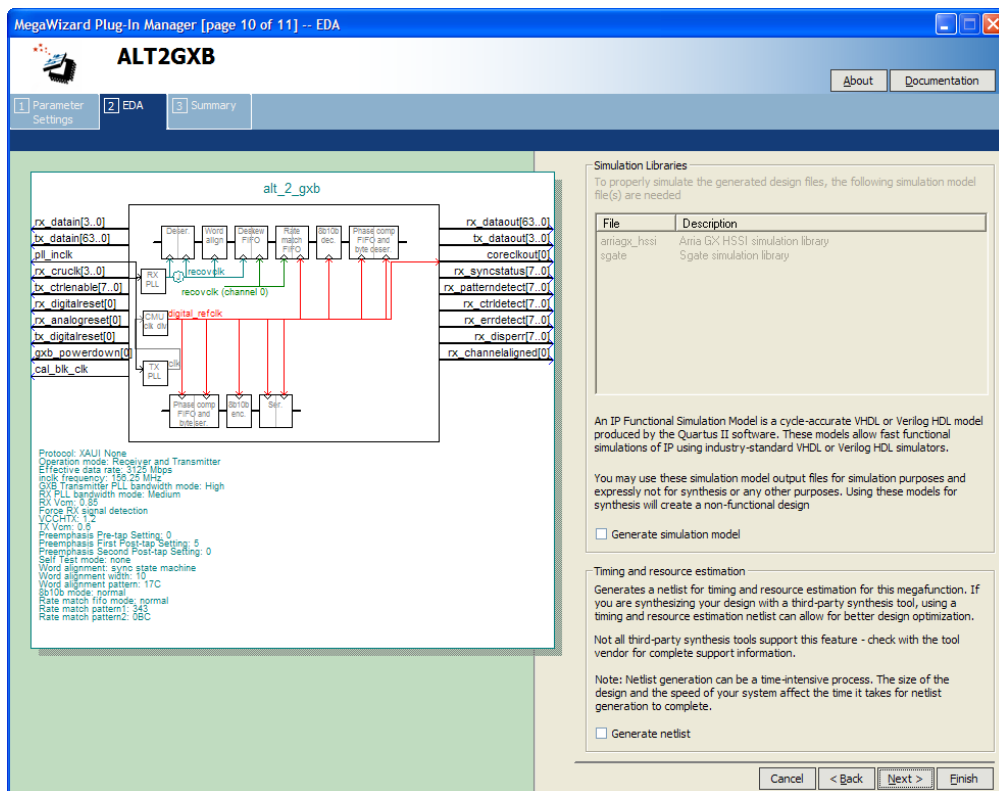 MegaWizard Plug-In Manager [page 10 of 11] -- EDA
ALT2GXB
About
Documentation
1 Parameter
Settings
2 EDA
3 Summary
alt_2_gxb
rx_datain[3..0]
tx_datain[63..0]
pll_inclk
rx_cruclk[3..0]
tx_ctrlenable[7..0]
rx_digitalreset[0]
rx_analogreset[0]
tx_digitalreset[0]
gxb_powerdown[0]
cal_blk_clk
Deser.
Word
align
Deskew
FIFO
Rate
match
FIFO
8b10b
dec.
Phase comp
FIFO and
byte deser.
RX
PLL
recovclk
recovclk (channel 0)
CMU
clk div
digital_refclk
TX
PLL
clk
Phase comp
FIFO and
byte ser.
8b10b
enc.
Ser.
rx_dataout[63..0]
tx_dataout[3..0]
coreclkout[0]
rx_syncstatus[7..0]
rx_patterndetect[7..0]
rx_ctrldetect[7..0]
rx_errdetect[7..0]
rx_disperr[7..0]
rx_channelaligned[0]
Protocol: XAUI None
Operation mode: Receiver and Transmitter
Effective data rate: 3125 Mbps
inclk frequency: 156.25 MHz
GXB Transmitter PLL bandwidth mode: High
RX PLL bandwidth mode: Medium
RX Vcm: 0.85
Force RX signal detection
VCCHTX: 1.2
TX Vcm: 0.6
Preemphasis Pre-tap Setting: 0
Preemphasis First Post-tap Setting: 5
Preemphasis Second Post-tap Setting: 0
Self Test mode: none
Word alignment: sync state machine
Word alignment width: 10
Word alignment pattern: 17C
8b10b mode: normal
Rate match fifo mode: normal
Rate match pattern1: 343
Rate match pattern2: 0BC
Simulation Libraries
To properly simulate the generated design files, the following simulation model
file(s) are needed
File Description
arriagx_hssi Arria GX HSSI simulation library
sgate Sgate simulation library
An IP Functional Simulation Model is a cycle-accurate VHDL or Verilog HDL model
produced by the Quartus II software. These models allow fast functional
simulations of IP using industry-standard VHDL or Verilog HDL simulators.
You may use these simulation model output files for simulation purposes and
expressly not for synthesis or any other purposes. Using these models for
synthesis will create a non-functional design
Generate simulation model
Timing and resource estimation
Generates a netlist for timing and resource estimation for this megafunction. If
you are synthesizing your design with a third-party synthesis tool, using a
timing and resource estimation netlist can allow for better design optimization.
Not all third-party synthesis tools support this feature - check with the tool
vendor for complete support information.
Note: Netlist generation can be a time-intensive process. The size of the
design and the speed of your system affect the time it takes for netlist
generation to complete.
Generate netlist
Cancel
< Back
Next >
Finish